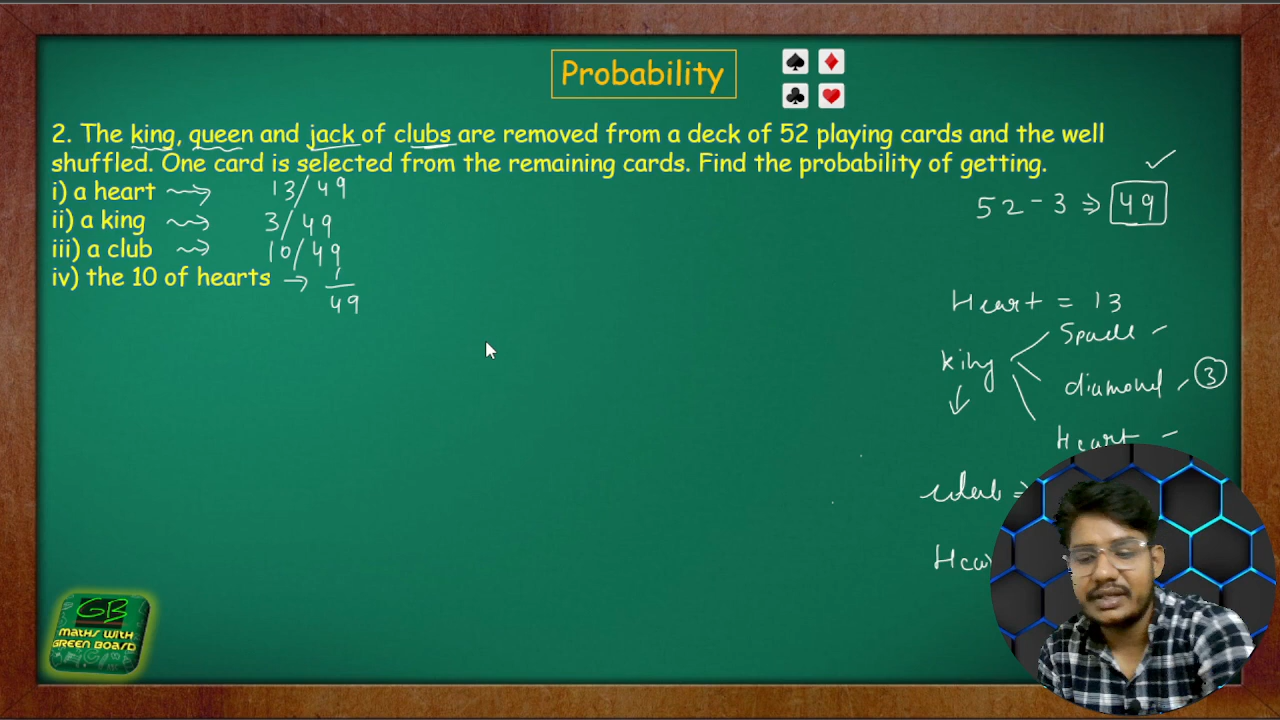 Probability
2. The king, queen and jack of clubs are removed from a deck of 52 playing cards and the well
shuffled. One card is selected from the remaining cards. Find the probability of getting.
i) a heart 13/49
ii) a king 3/49
iii) a club 10/49
iv) the 10 of hearts 1/49
52-3 ⇒ 49
Heart = 13
king
Spade
diamond 3
Heart
club ⇒
GB
MATHS WITH
GREEN BOARD